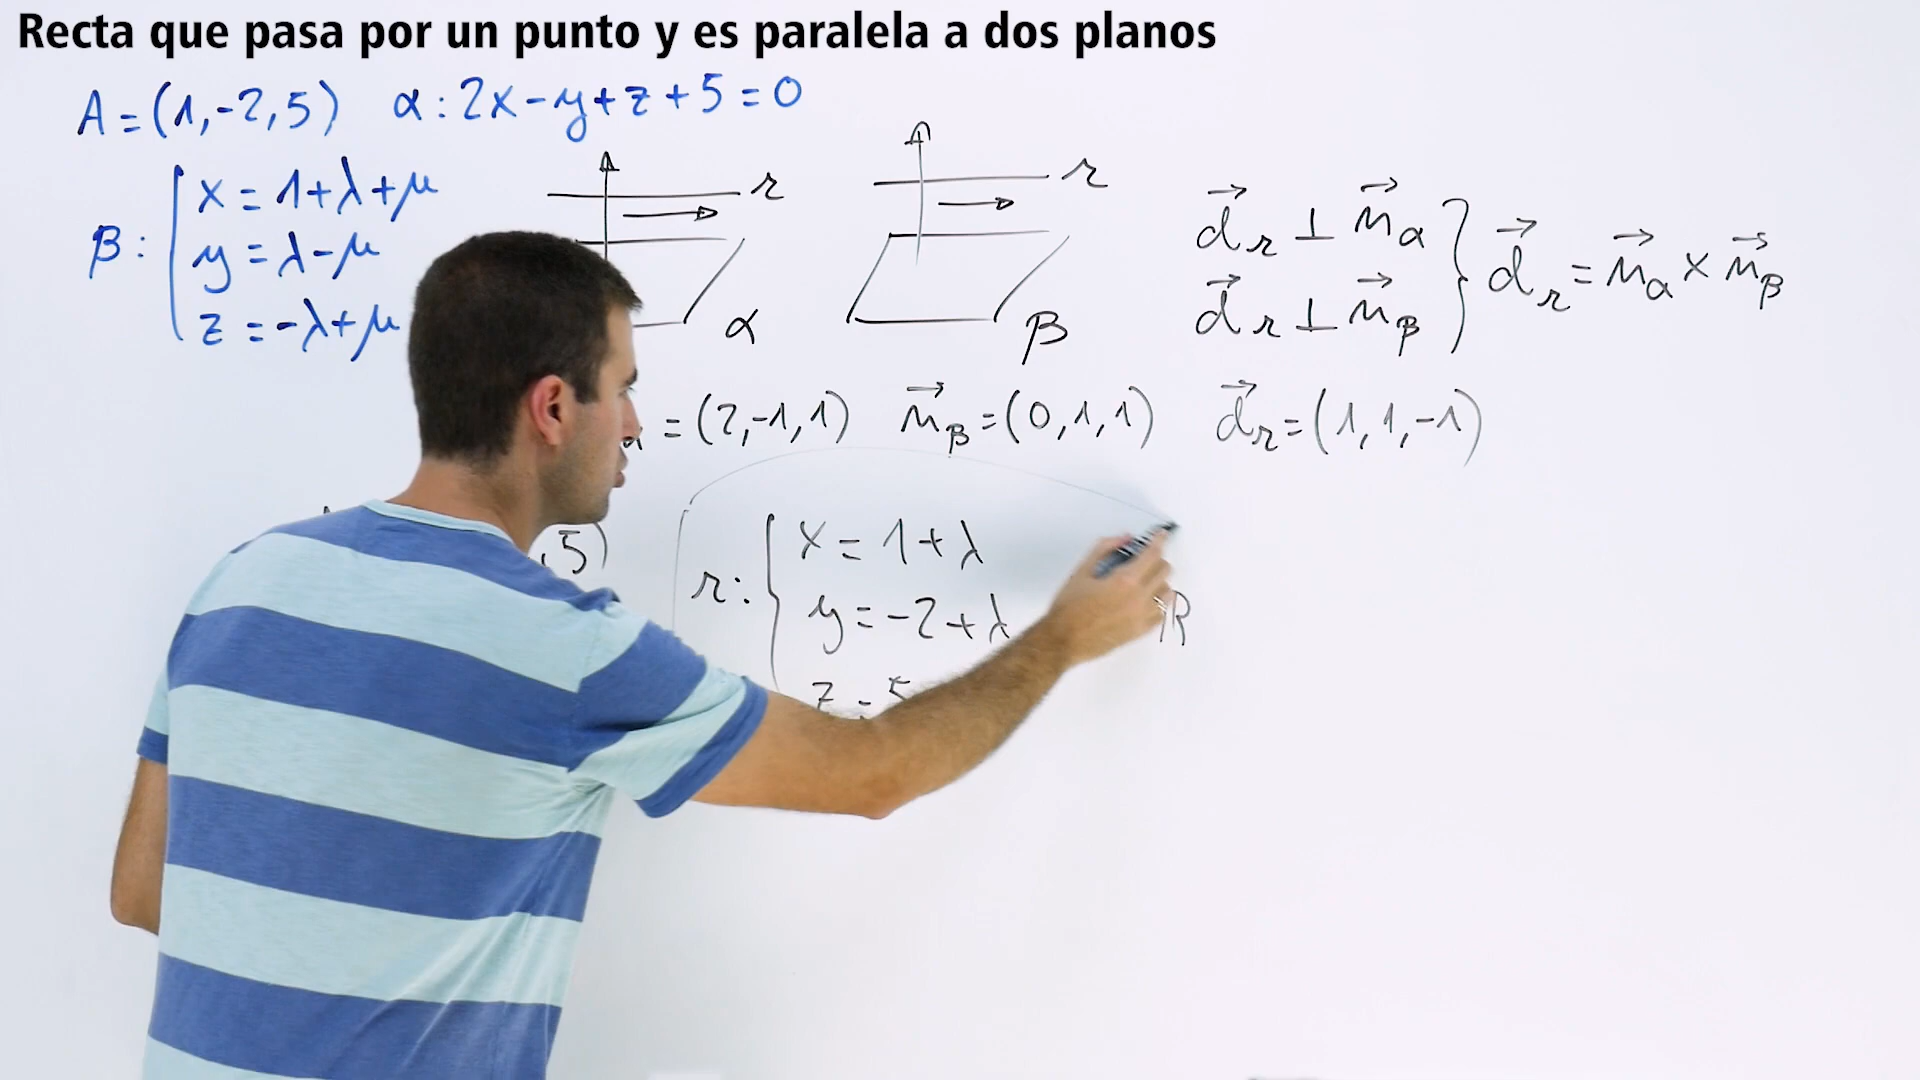 Recta que pasa por un punto y es paralela a dos planos
A = (1, -2, 5) α: 2x - y + z + 5 = 0
β: { x = 1 + λ + μ
y = λ - μ
z = -λ + μ
r
r
α
β
d⃗r ⊥ n⃗α
d⃗r ⊥ n⃗β
} d⃗r = n⃗α × n⃗β
α = (2, -1, 1) n⃗β = (0, 1, 1) d⃗r = (1, 1, -1)
, 5)
r: { x = 1 + λ
y = -2 + λ
z = 5
ℝ